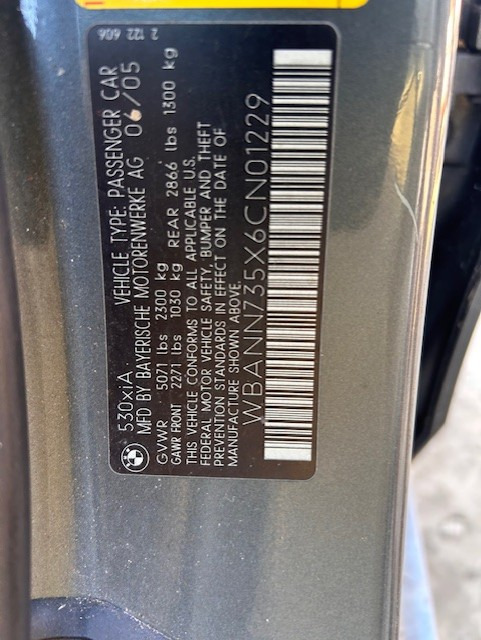 530xiA VEHICLE TYPE: PASSENGER CAR
MFD BY BAYERISCHE MOTORENWERKE AG 06/05
GVWR 5071 lbs 2300 kg
GAWR FRONT 2271 lbs 1030 kg REAR 2866 lbs 1300 kg
THIS VEHICLE CONFORMS TO ALL APPLICABLE U.S.
FEDERAL MOTOR VEHICLE SAFETY, BUMPER AND THEFT
PREVENTION STANDARDS IN EFFECT ON THE DATE OF
MANUFACTURE SHOWN ABOVE.
WBANN735X6CN01229
2 122 606
BMW